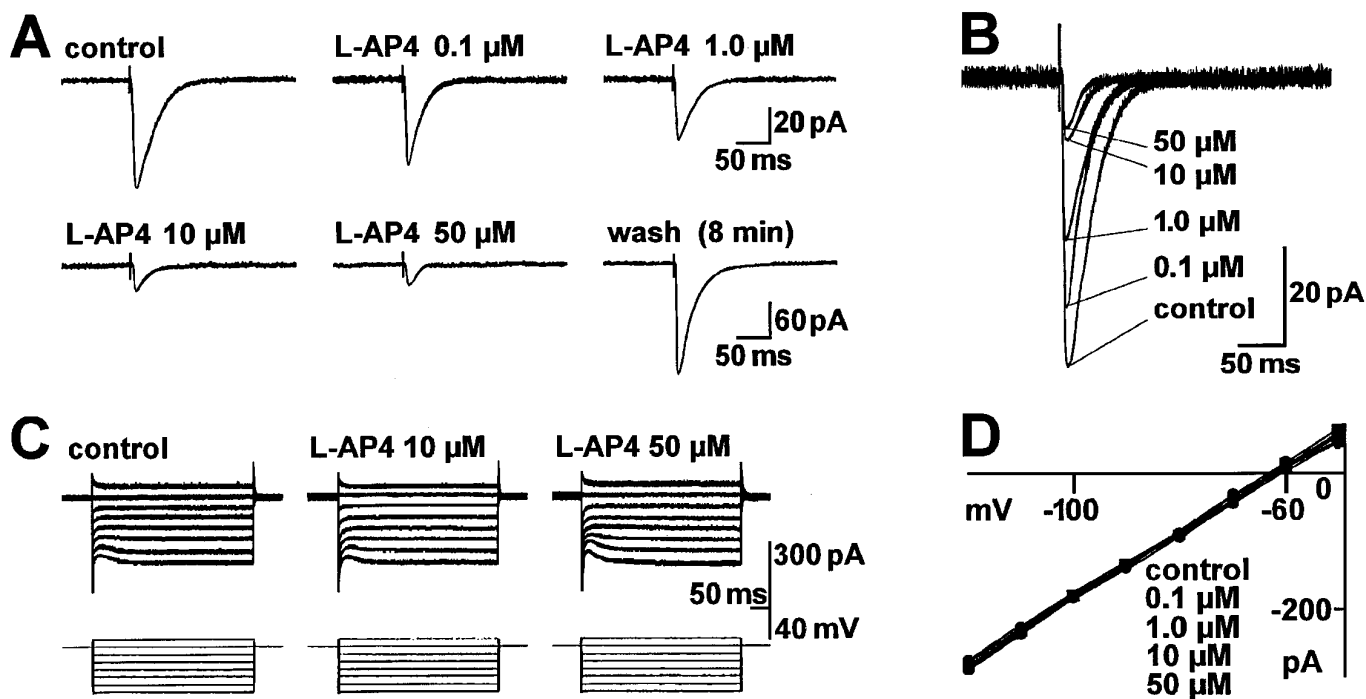 A
control
L-AP4 0.1 µM
L-AP4 1.0 µM
20 pA
50 ms
L-AP4 10 µM
L-AP4 50 µM
wash (8 min)
60 pA
50 ms
B
50 µM
10 µM
1.0 µM
0.1 µM
control
20 pA
50 ms
C
control
L-AP4 10 µM
L-AP4 50 µM
300 pA
50 ms
40 mV
D
mV
-100
-60
0
control
0.1 µM
1.0 µM
10 µM
50 µM
-200
pA